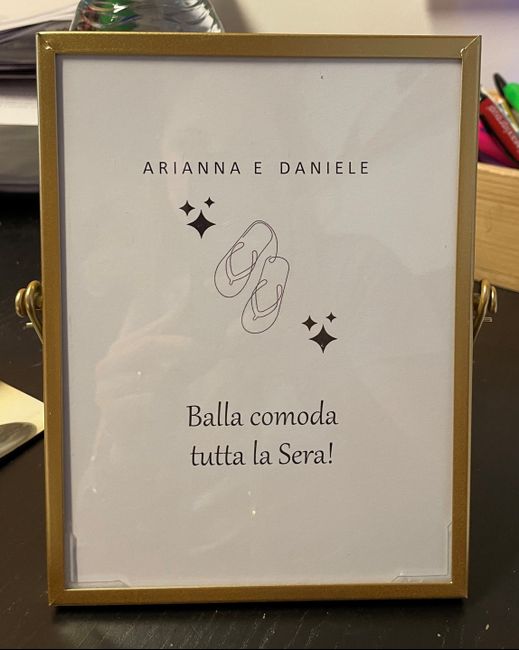 ARIANNA E DANIELE
Balla comoda
tutta la Sera!